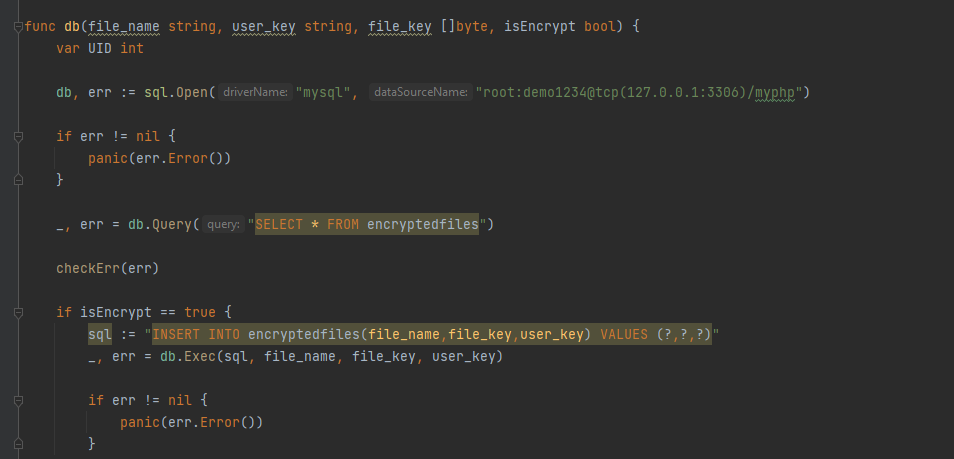 func db(file_name string, user_key string, file_key []byte, isEncrypt bool) {
var UID int
db, err := sql.Open( driverName: "mysql", dataSourceName: "root:demo1234@tcp(127.0.0.1:3306)/myphp")
if err != nil {
panic(err.Error())
}
_, err = db.Query( query: "SELECT * FROM encryptedfiles")
checkErr(err)
if isEncrypt == true {
sql := "INSERT INTO encryptedfiles(file_name,file_key,user_key) VALUES (?,?,?)"
_, err = db.Exec(sql, file_name, file_key, user_key)
if err != nil {
panic(err.Error())
}